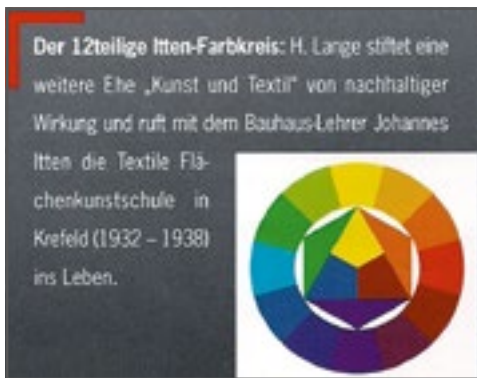 Der 12teilige Itten-Farbkreis: H. Lange stiftet eine
weitere Ehe „Kunst und Textil" von nachhaltiger
Wirkung und ruft mit dem Bauhaus-Lehrer Johannes
Itten die Textile Flä-
chenkunstschule in
Krefeld (1932 – 1938)
ins Leben.